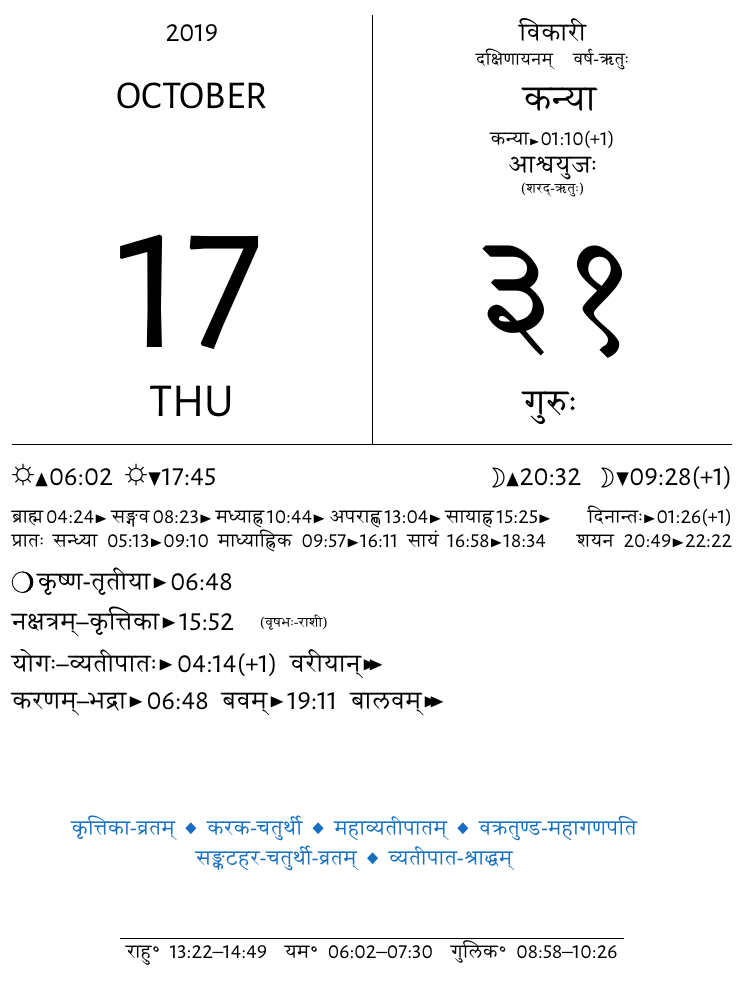 2019
OCTOBER
17
THU
विकारी
दक्षिणायनम् वर्ष-ऋतुः
कन्या
कन्या►01:10(+1)
आश्वयुजः
(शरद्-ऋतुः)
३१
गुरुः
☼▲06:02 ☼▼17:45 ☽▲20:32 ☽▼09:28(+1)
ब्राह्म 04:24► सङ्गव 08:23► मध्याह्न 10:44► अपराह्ण 13:04► सायाह्न 15:25► दिनान्तः►01:26(+1)
प्रातः सन्ध्या 05:13►09:10 माध्याह्निक 09:57►16:11 सायं 16:58►18:34 शयन 20:49►22:22
कृष्ण-तृतीया► 06:48
नक्षत्रम्–कृत्तिका►15:52 (वृषभः-राशी)
योगः–व्यतीपातः► 04:14(+1) वरीयान्►►
करणम्–भद्रा► 06:48 बवम्►19:11 बालवम्►►
कृत्तिका-व्रतम् ♦ करक-चतुर्थी ♦ महाव्यतीपातम् ♦ वक्रतुण्ड-महागणपति
सङ्कटहर-चतुर्थी-व्रतम् ♦ व्यतीपात-श्राद्धम्
राहु॰ 13:22–14:49 यम॰ 06:02–07:30 गुलिक॰ 08:58–10:26